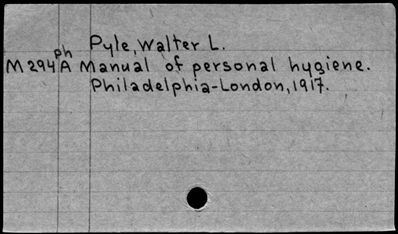 Pyle, Walter L.
ph
M294 A Manual of personal hygiene.
Philadelphia-London, 1917.